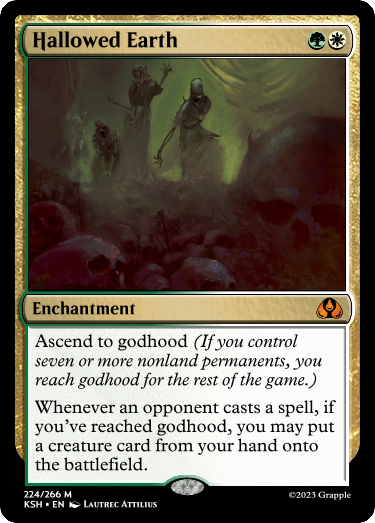 Hallowed Earth
Enchantment
Ascend to godhood (If you control
seven or more nonland permanents, you
reach godhood for the rest of the game.)
Whenever an opponent casts a spell, if
you've reached godhood, you may put
a creature card from your hand onto
the battlefield.
224/266 M
KSH • EN Lautrec Attilius
©2023 Grapple